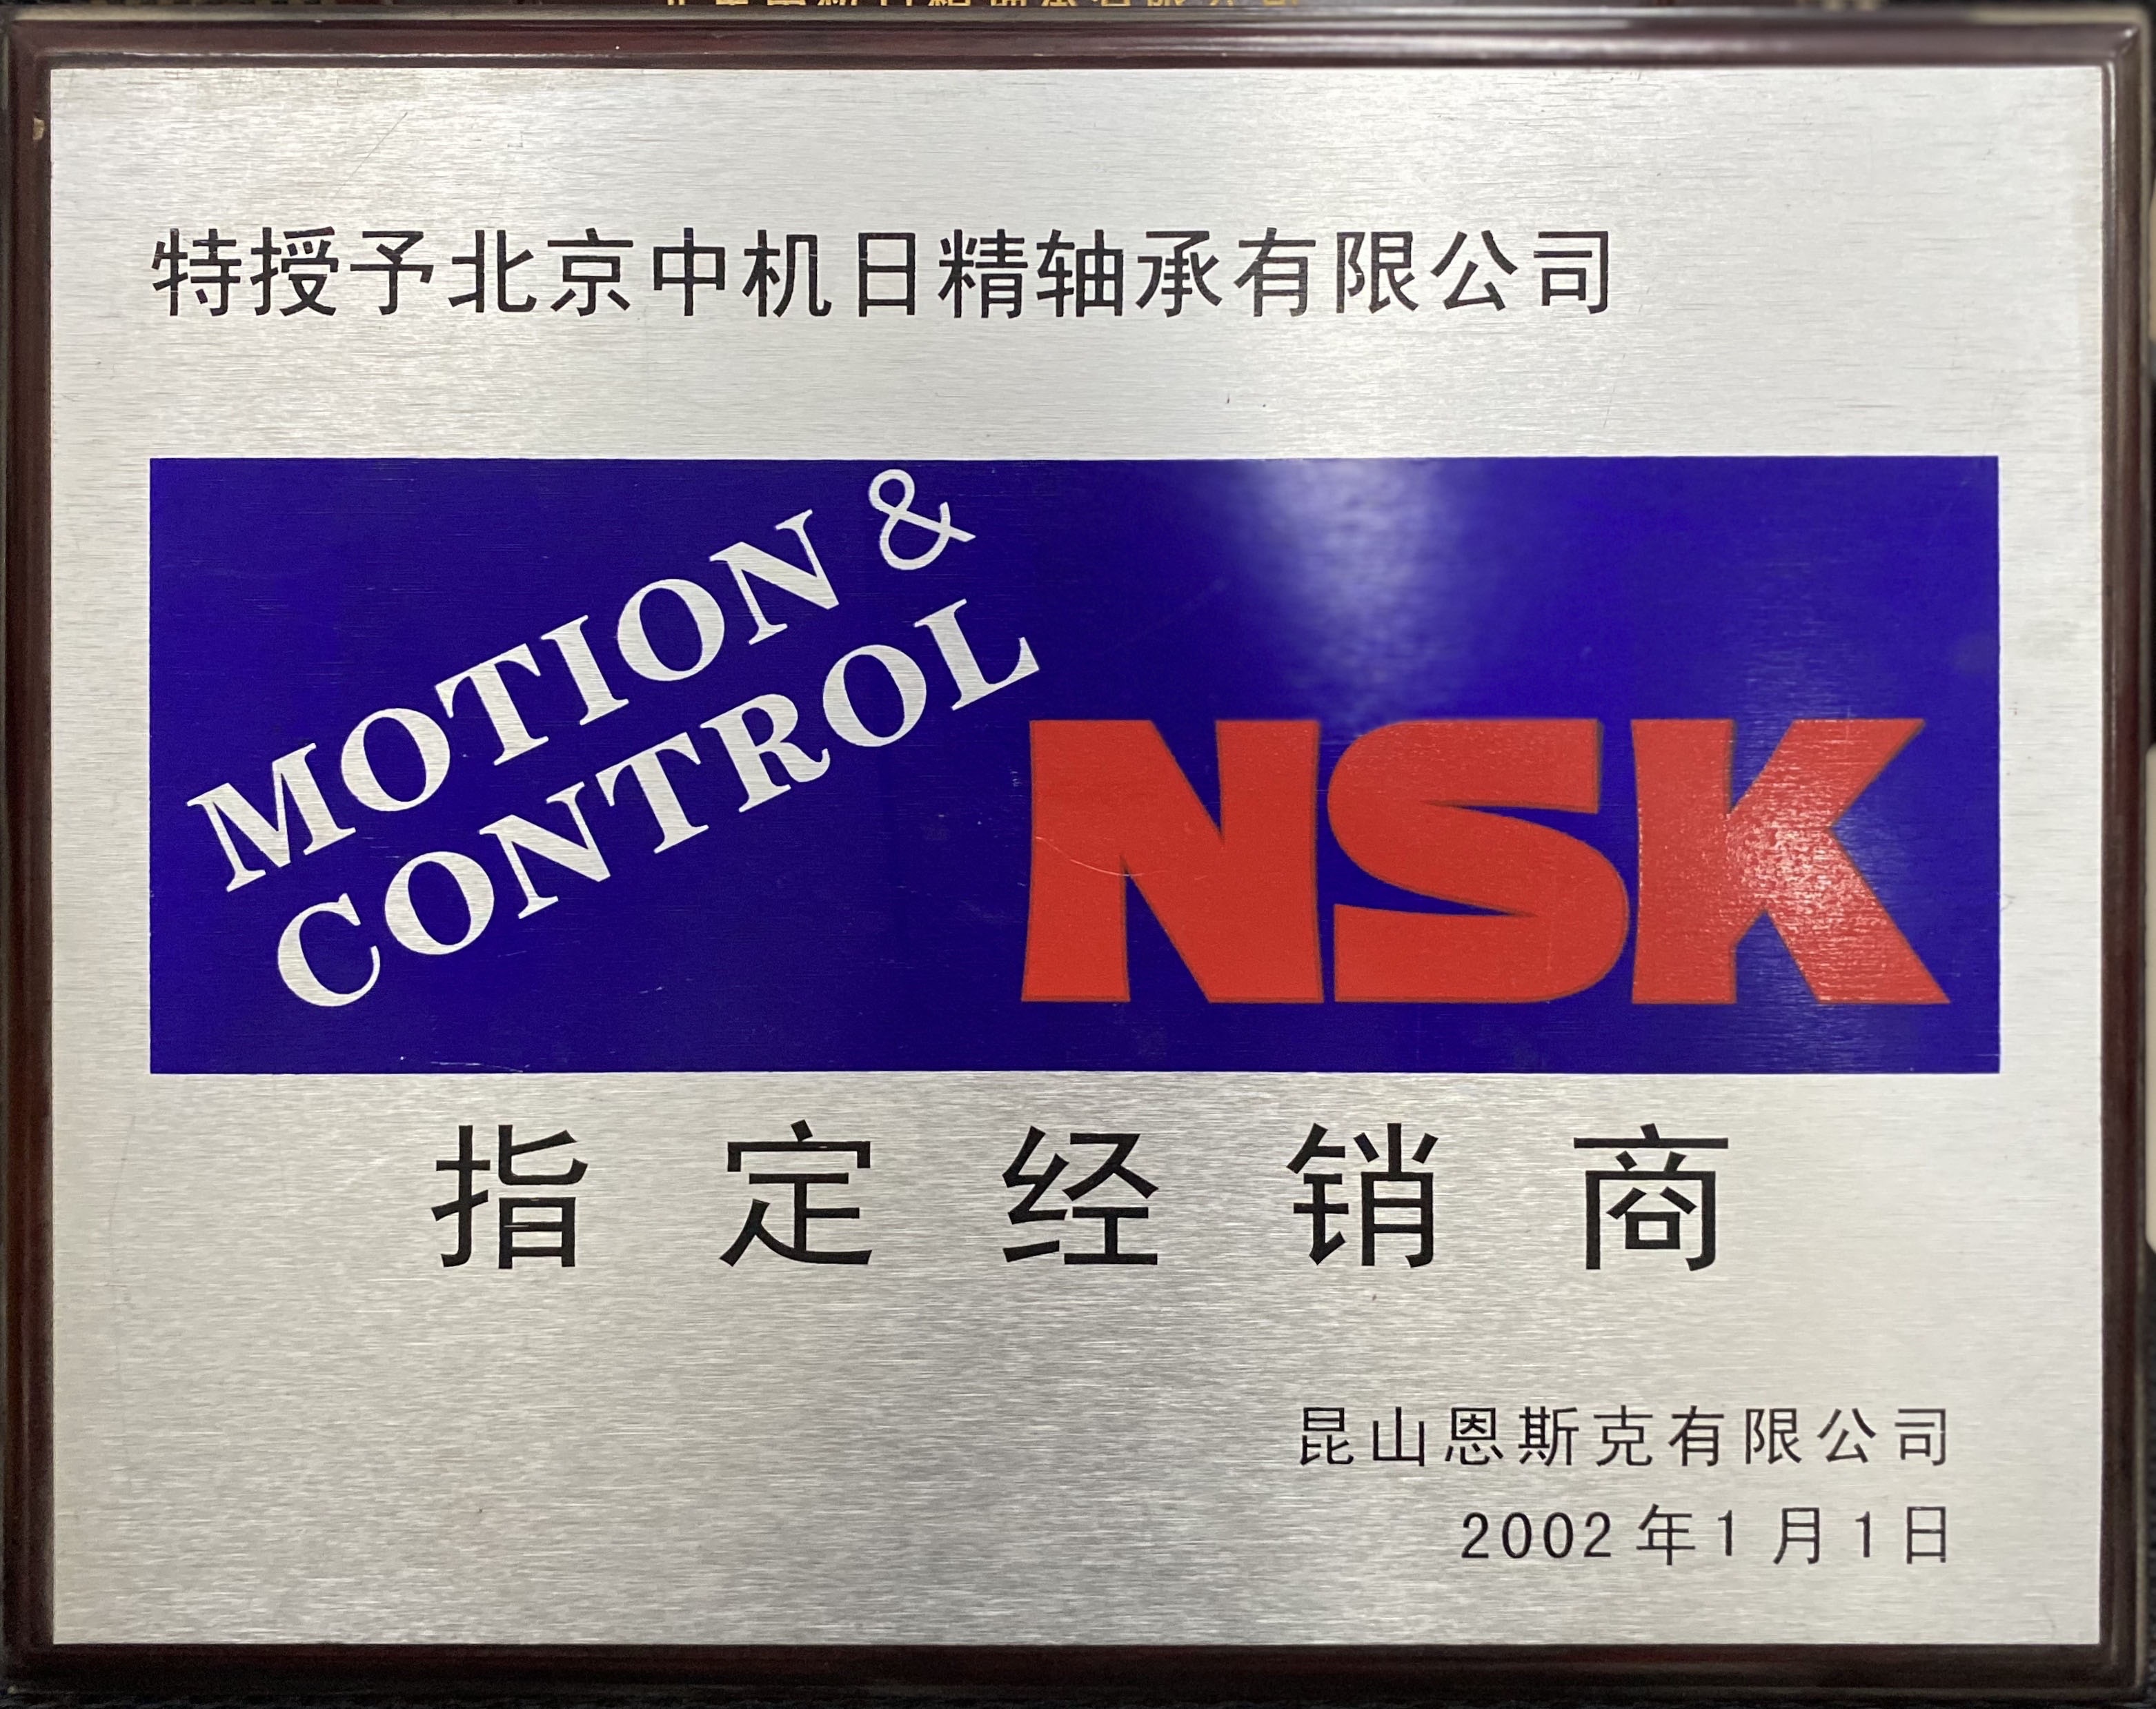 特授予北京中机日精轴承有限公司
MOTION &
CONTROL
NSK
指定经销商
昆山恩斯克有限公司
2002年1月1日